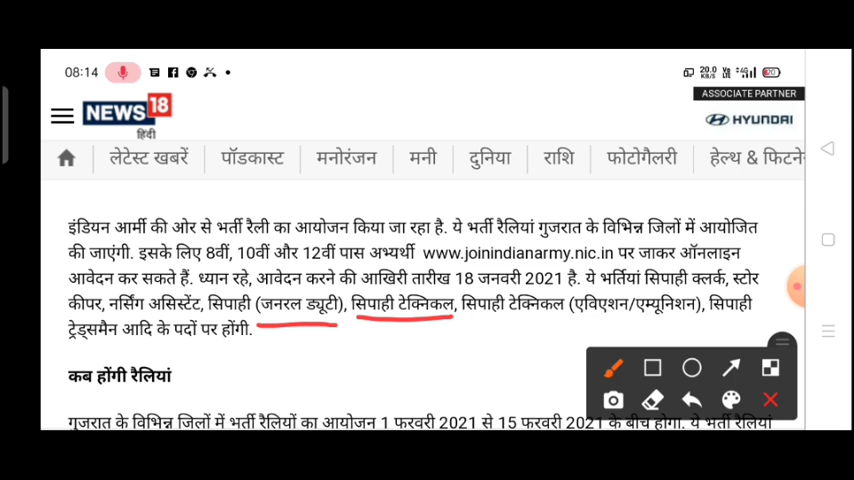 08:14
20.0 KB/S
ASSOCIATE PARTNER
NEWS 18
हिंदी
HYUNDAI
लेटेस्ट खबरें पॉडकास्ट मनोरंजन मनी दुनिया राशि फोटोगैलरी हेल्थ & फिटने
इंडियन आर्मी की ओर से भर्ती रैली का आयोजन किया जा रहा है. ये भर्ती रैलियां गुजरात के विभिन्न जिलों में आयोजित
की जाएंगी. इसके लिए 8वीं, 10वीं और 12वीं पास अभ्यर्थी www.joinindianarmy.nic.in पर जाकर ऑनलाइन
आवेदन कर सकते हैं. ध्यान रहे, आवेदन करने की आखिरी तारीख 18 जनवरी 2021 है. ये भर्तियां सिपाही क्लर्क, स्टोर
कीपर, नर्सिंग असिस्टेंट, सिपाही (जनरल ड्यूटी), सिपाही टेक्निकल, सिपाही टेक्निकल (एविएशन/एम्यूनिशन), सिपाही
ट्रेड्समैन आदि के पदों पर होंगी.
कब होंगी रैलियां
गुजरात के विभिन्न जिलों में भर्ती रैलियों का आयोजन 1 फरवरी 2021 से 15 फरवरी 2021 के बीच होगा. ये भर्ती रैलियां